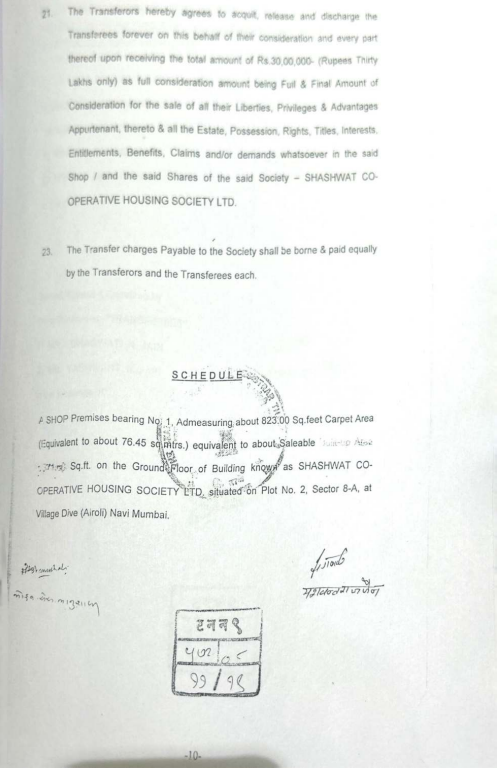 21. The Transferors hereby agrees to acquit, release and discharge the
Transferees forever on this behalf of their consideration and every part
thereof upon receiving the total amount of Rs.30,00,000- (Rupees Thirty
Lakhs only) as full consideration amount being Full & Final Amount of
Consideration for the sale of all their Liberties, Privileges & Advantages
Appurtenant, thereto & all the Estate, Possession, Rights, Titles, Interests,
Entitlements, Benefits, Claims and/or demands whatsoever in the said
Shop / and the said Shares of the said Society – SHASHWAT CO-
OPERATIVE HOUSING SOCIETY LTD.
23. The Transfer charges Payable to the Society shall be borne & paid equally
by the Transferors and the Transferees each.
SCHEDULE
A SHOP Premises bearing No. 1, Admeasuring about 823.00 Sq.feet Carpet Area
(Equivalent to about 76.45 sq.mtrs.) equivalent to about Saleable
Sq.ft. on the Ground Floor of Building known as SHASHWAT CO-
OPERATIVE HOUSING SOCIETY LTD, situated on Plot No. 2, Sector 8-A, at
Village Dive (Airoli) Navi Mumbai.
टनन९
११/१९
-10-